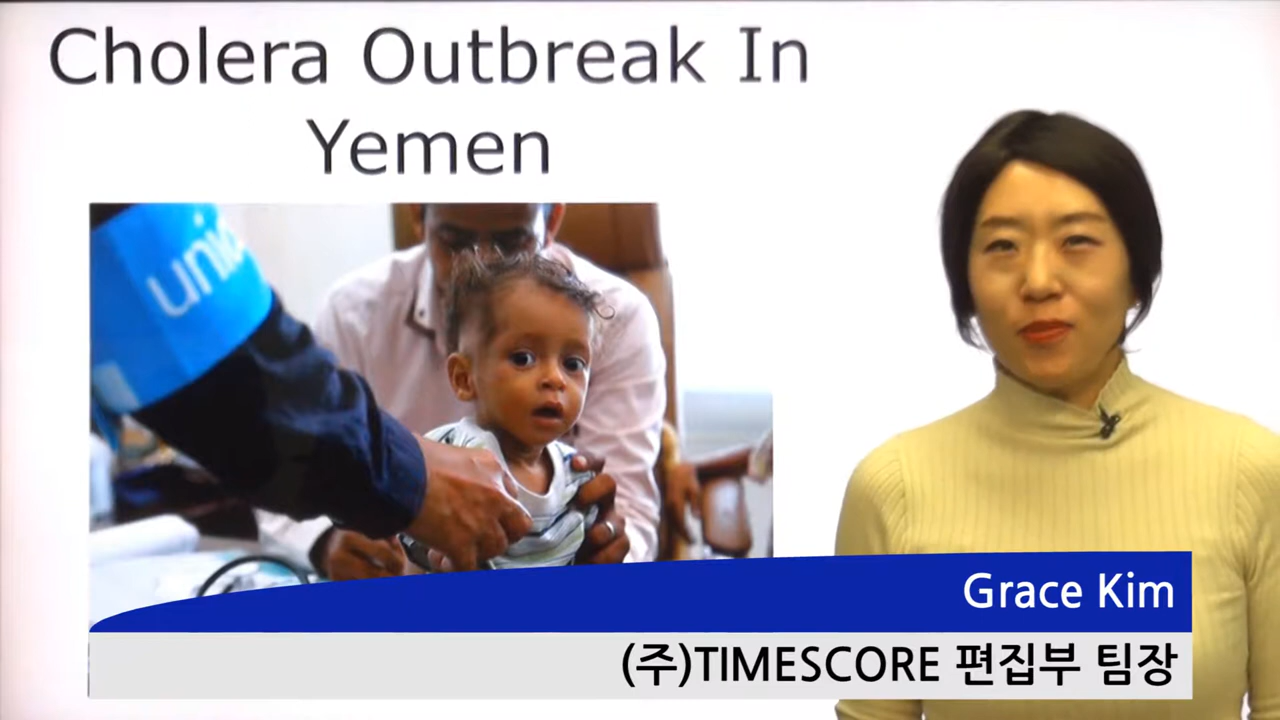 Cholera Outbreak In
Yemen
Grace Kim
(주)TIMESCORE 편집부 팀장